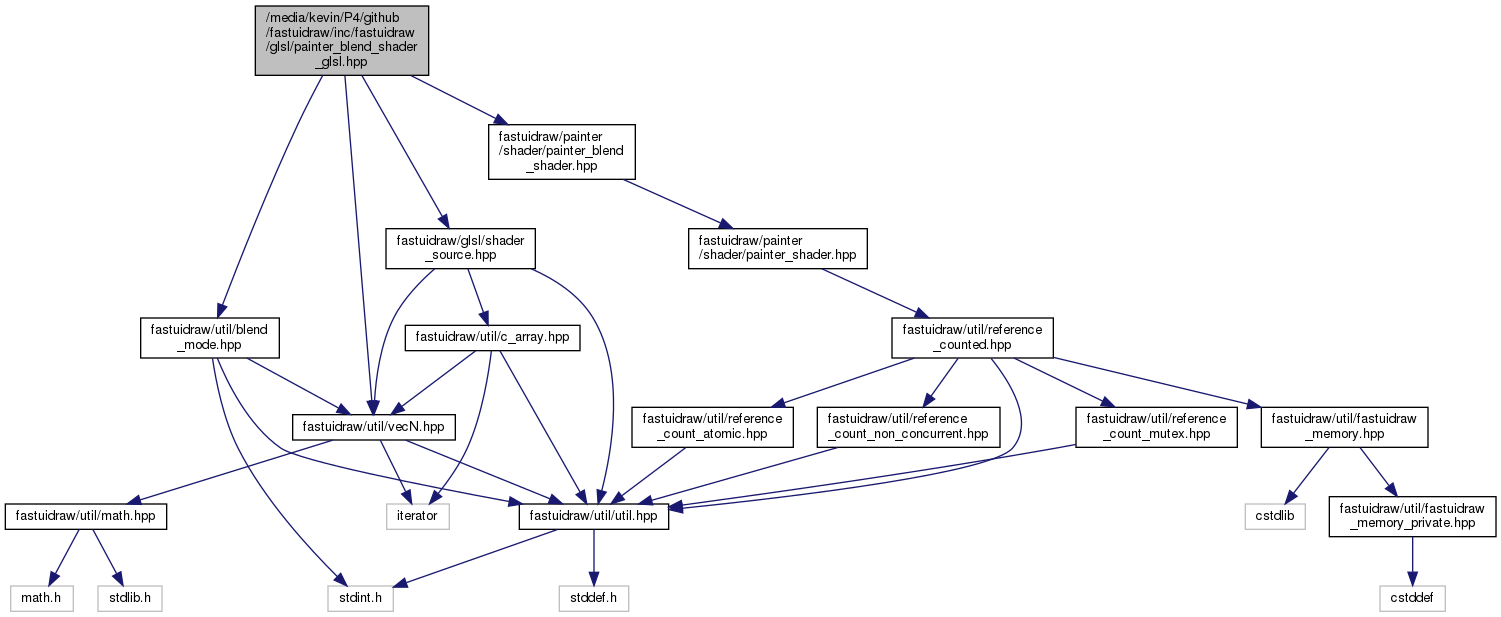 /media/kevin/P4/github
/fastuidraw/inc/fastuidraw
/glsl/painter_blend_shader
_glsl.hpp
fastuidraw/painter
/shader/painter_blend
_shader.hpp
fastuidraw/glsl/shader
_source.hpp
fastuidraw/painter
/shader/painter_shader.hpp
fastuidraw/util/blend
_mode.hpp
fastuidraw/util/c_array.hpp
fastuidraw/util/reference
_counted.hpp
fastuidraw/util/vecN.hpp
fastuidraw/util/reference
_count_atomic.hpp
fastuidraw/util/reference
_count_non_concurrent.hpp
fastuidraw/util/reference
_count_mutex.hpp
fastuidraw/util/fastuidraw
_memory.hpp
fastuidraw/util/math.hpp
iterator
fastuidraw/util/util.hpp
cstdlib
fastuidraw/util/fastuidraw
_memory_private.hpp
math.h
stdlib.h
stdint.h
stddef.h
cstddef